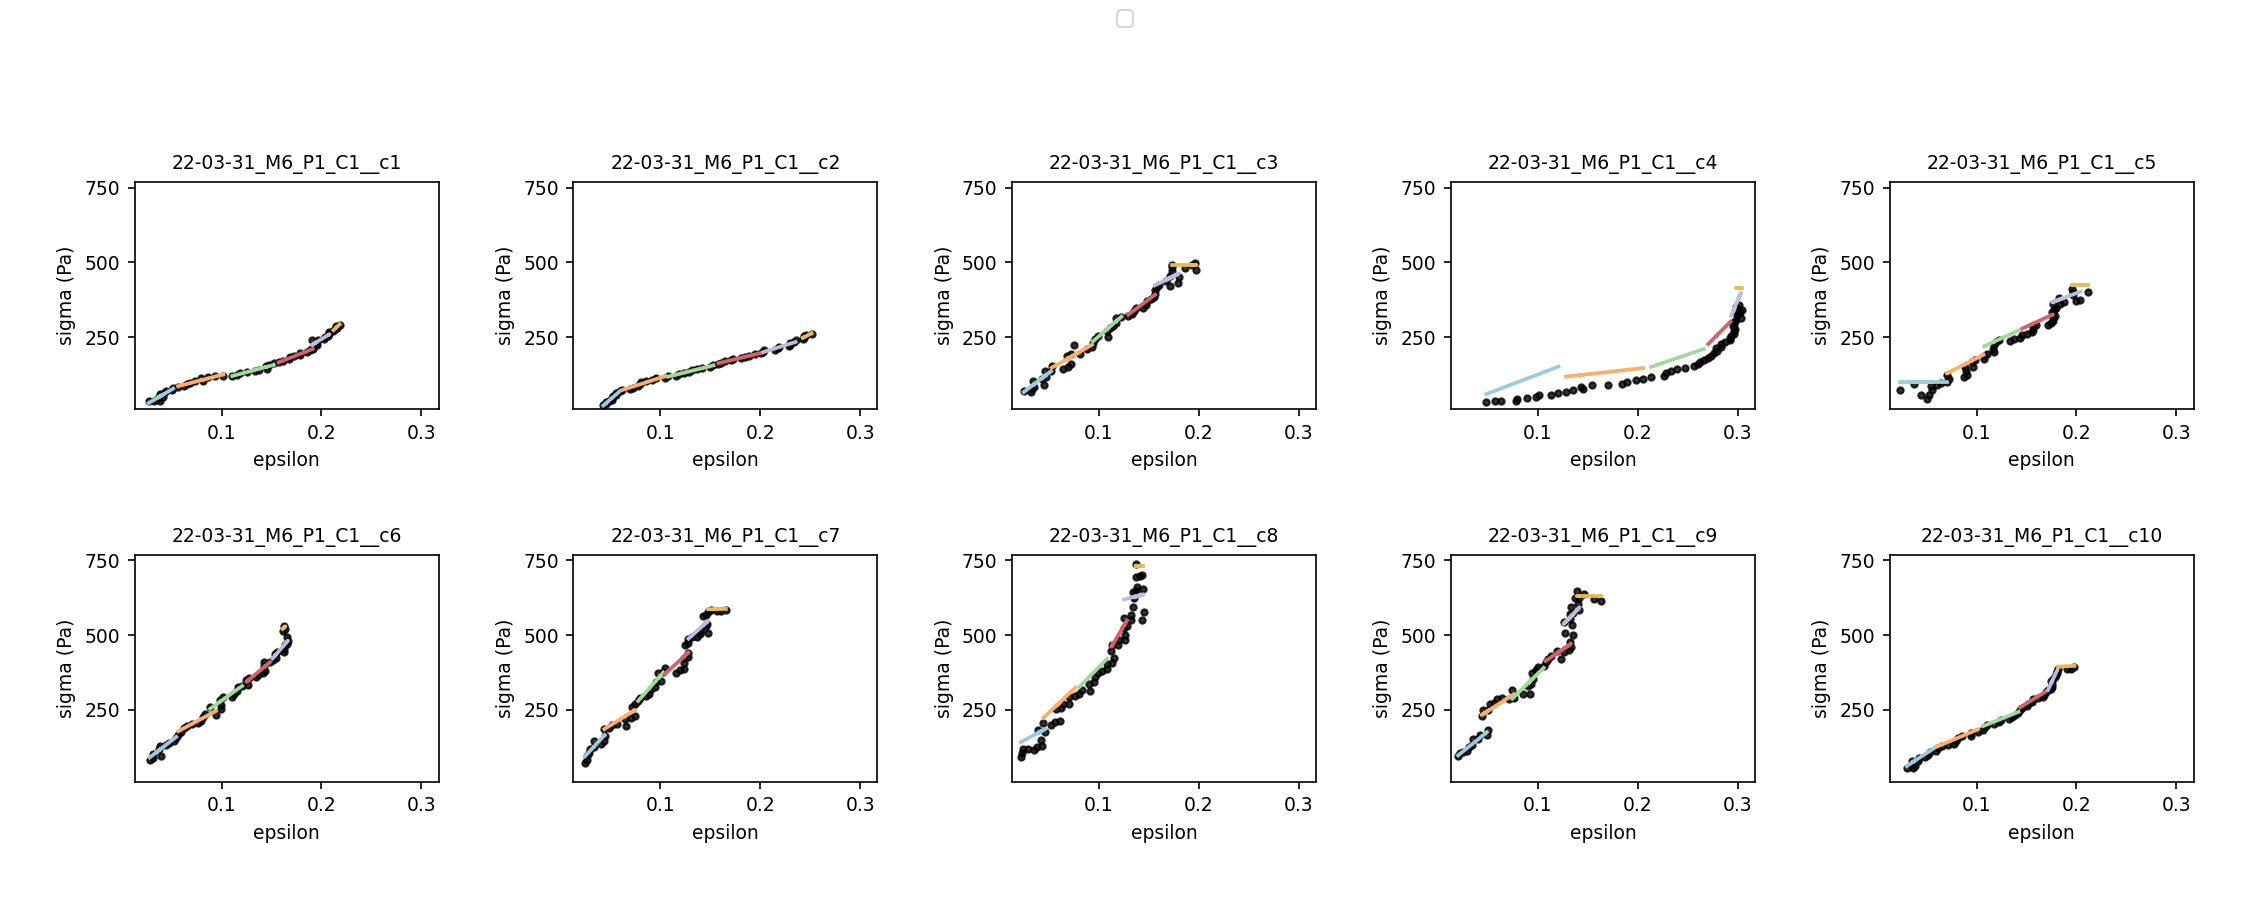 22-03-31_M6_P1_C1__c1
750
500
250
sigma (Pa)
0.1 0.2 0.3
epsilon
22-03-31_M6_P1_C1__c2
750
500
250
sigma (Pa)
0.1 0.2 0.3
epsilon
22-03-31_M6_P1_C1__c3
750
500
250
sigma (Pa)
0.1 0.2 0.3
epsilon
22-03-31_M6_P1_C1__c4
750
500
250
sigma (Pa)
0.1 0.2 0.3
epsilon
22-03-31_M6_P1_C1__c5
750
500
250
sigma (Pa)
0.1 0.2 0.3
epsilon
22-03-31_M6_P1_C1__c6
750
500
250
sigma (Pa)
0.1 0.2 0.3
epsilon
22-03-31_M6_P1_C1__c7
750
500
250
sigma (Pa)
0.1 0.2 0.3
epsilon
22-03-31_M6_P1_C1__c8
750
500
250
sigma (Pa)
0.1 0.2 0.3
epsilon
22-03-31_M6_P1_C1__c9
750
500
250
sigma (Pa)
0.1 0.2 0.3
epsilon
22-03-31_M6_P1_C1__c10
750
500
250
sigma (Pa)
0.1 0.2 0.3
epsilon